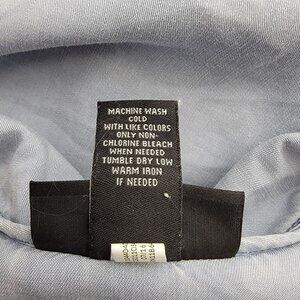 MACHINE WASH
COLD
WITH LIKE COLORS
ONLY NON-
CHLORINE BLEACH
WHEN NEEDED
TUMBLE DRY LOW
WARM IRON
IF NEEDED